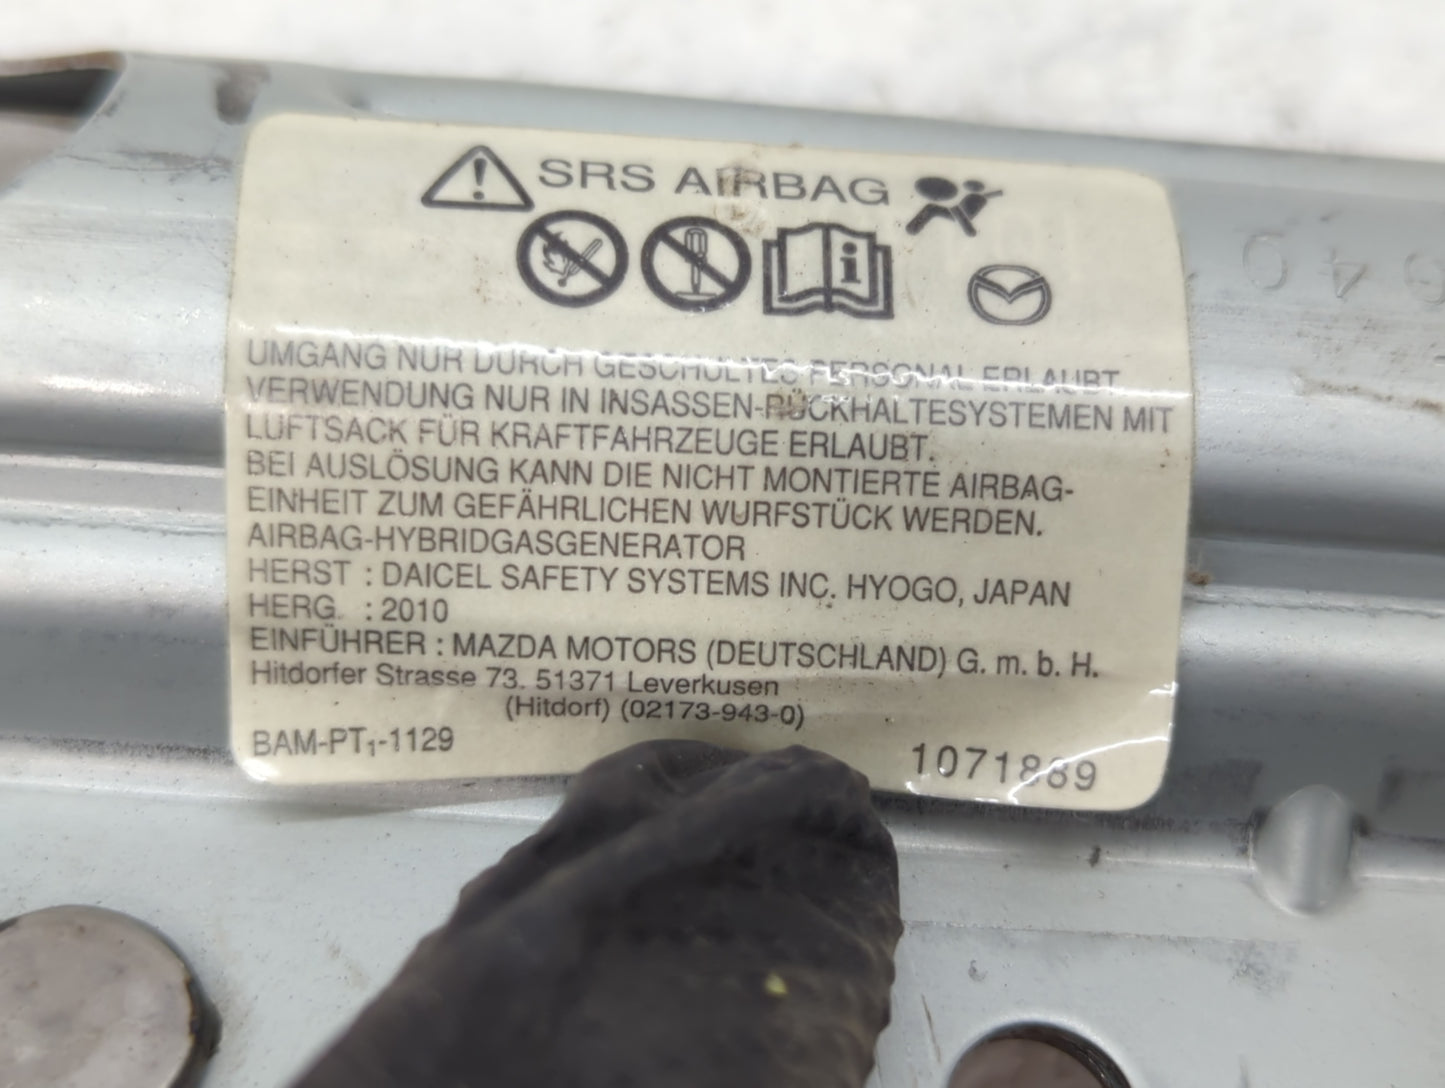 SRS AIRBAG
UMGANG NUR DURCH GESCHULTES PERSONAL ERLAUBT
VERWENDUNG NUR IN INSASSEN-RÜCKHALTESYSTEMEN MIT
LUFTSACK FÜR KRAFTFAHRZEUGE ERLAUBT.
BEI AUSLÖSUNG KANN DIE NICHT MONTIERTE AIRBAG-
EINHEIT ZUM GEFÄHRLICHEN WURFSTÜCK WERDEN.
AIRBAG-HYBRIDGASGENERATOR
HERST : DAICEL SAFETY SYSTEMS INC. HYOGO, JAPAN
HERG. : 2010
EINFÜHRER : MAZDA MOTORS (DEUTSCHLAND) G. m. b. H.
Hitdorfer Strasse 73. 51371 Leverkusen
(Hitdorf) (02173-943-0)
BAM-PT₁-1129
1071889